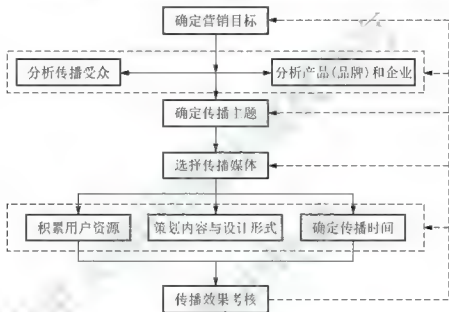 确定营销目标
分析传播受众
分析产品(品牌)和企业
确定传播主题
选择传播媒体
积累用户资源
策划内容与设计形式
确定传播时间
传播效果考核